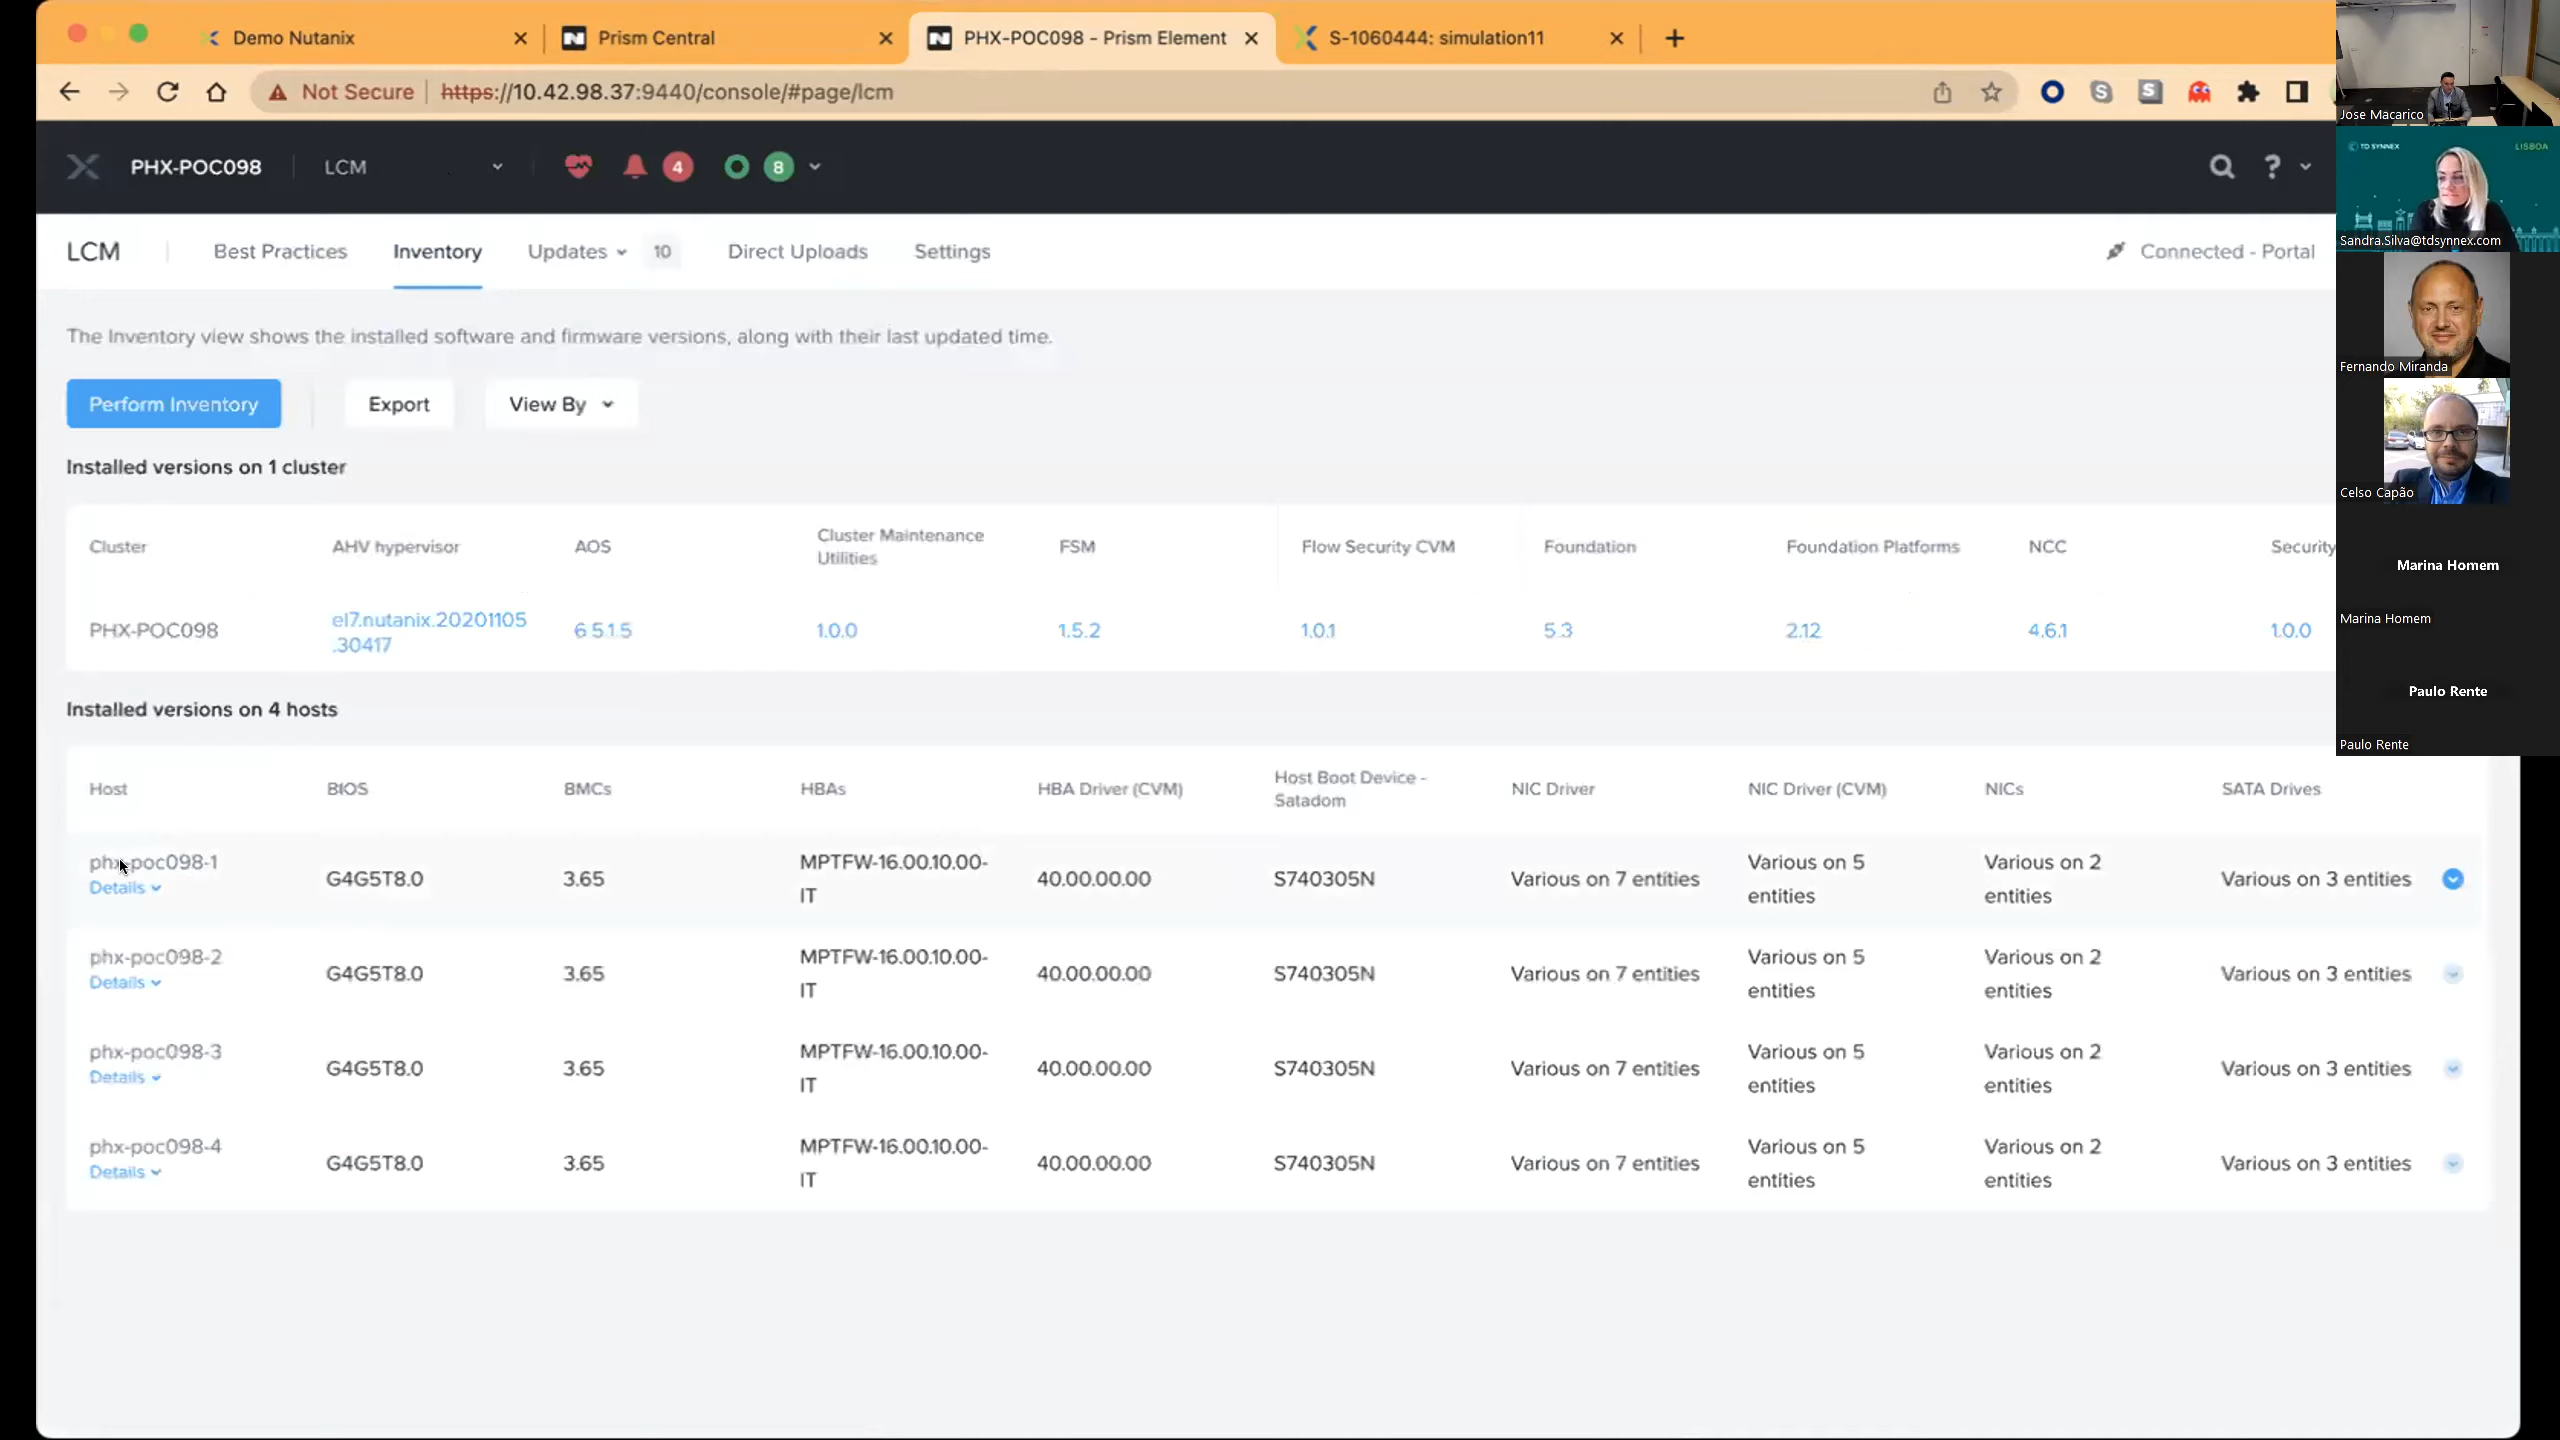 Demo Nutanix
Prism Central
PHX-POC098 - Prism Element
S-1060444: simulation11
Not Secure
https://10.42.98.37:9440/console/#page/lcm
PHX-POC098
LCM
4
8
?
LCM
Best Practices
Inventory
Updates
10
Direct Uploads
Settings
Connected - Portal
The Inventory view shows the installed software and firmware versions, along with their last updated time.
Perform Inventory
Export
View By
Installed versions on 1 cluster
Cluster
AHV hypervisor
AOS
Cluster Maintenance
Utilities
FSM
Flow Security CVM
Foundation
Foundation Platforms
NCC
Security
PHX-POC098
el7.nutanix.20201105
.30417
6.5.1.5
1.0.0
1.5.2
1.0.1
5.3
2.12
4.6.1
1.0.0
Installed versions on 4 hosts
Host
BIOS
BMCs
HBAs
HBA Driver (CVM)
Host Boot Device -
Satadom
NIC Driver
NIC Driver (CVM)
NICs
SATA Drives
phx-poc098-1
Details
G4G5T8.0
3.65
MPTFW-16.00.10.00-
IT
40.00.00.00
S740305N
Various on 7 entities
Various on 5
entities
Various on 2
entities
Various on 3 entities
phx-poc098-2
Details
G4G5T8.0
3.65
MPTFW-16.00.10.00-
IT
40.00.00.00
S740305N
Various on 7 entities
Various on 5
entities
Various on 2
entities
Various on 3 entities
phx-poc098-3
Details
G4G5T8.0
3.65
MPTFW-16.00.10.00-
IT
40.00.00.00
S740305N
Various on 7 entities
Various on 5
entities
Various on 2
entities
Various on 3 entities
phx-poc098-4
Details
G4G5T8.0
3.65
MPTFW-16.00.10.00-
IT
40.00.00.00
S740305N
Various on 7 entities
Various on 5
entities
Various on 2
entities
Various on 3 entities
Jose Macarico
TD SYNNEX
LISBOA
Sandra.Silva@tdsynnex.com
Fernando Miranda
Celso Capão
Marina Homem
Marina Homem
Paulo Rente
Paulo Rente